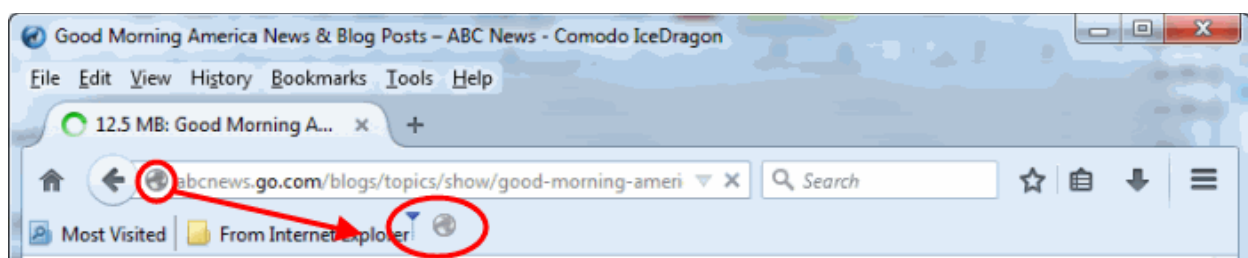 Good Morning America News & Blog Posts – ABC News - Comodo IceDragon
File Edit View History Bookmarks Tools Help
12.5 MB: Good Morning A...
abcnews.go.com/blogs/topics/show/good-morning-ameri Search
Most Visited From Internet Explorer